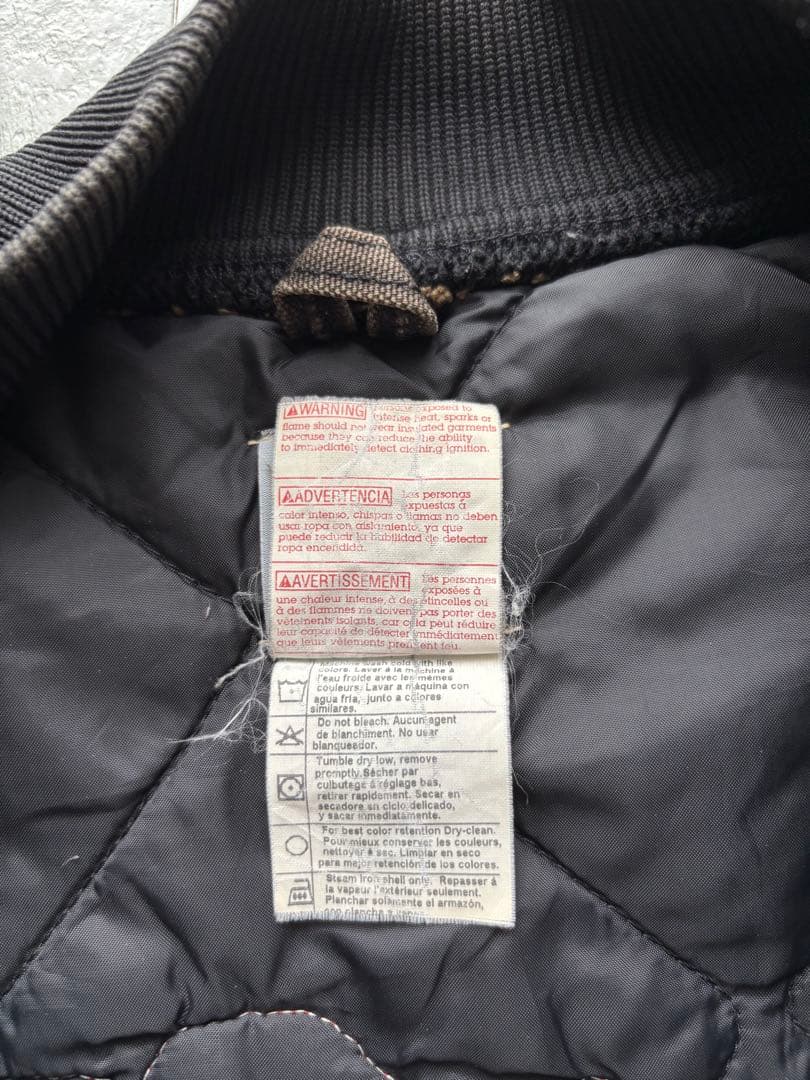 WARNING Persons exposed to
intense heat, sparks or
flame should not wear insulated garments
because they can reduce the ability
to immediately detect clothing ignition.
ADVERTENCIA Las personas
expuestas á
calor intenso, chispas o llamas no deben
usar ropa con aislamiento, ya que
puede reducir la habilidad de detectar
ropa encendida.
AVERTISSEMENT Les personnes
exposées à
une chaleur intense, à des étincelles ou
à des flammes ne doivent pas porter des
vêtements isolants, car cela peut réduire
leur capacité de détecter immédiatement
que leurs vêtements prennent feu.
Machine wash cold with like
colors. Laver à la machine à
l'eau froide avec les mêmes
couleurs. Lavar a máquina con
agua fria, junto a colores
similares.
Do not bleach. Aucun agent
de blanchiment. No usar
blanqueador.
Tumble dry low, remove
promptly. Sécher par
culbutage à réglage bas,
retirer rapidement. Secar en
secadore en ciclo delicado,
y sacar immediatamente.
For best color retention Dry-clean.
Pour mieux conserver les couleurs,
nettoyer à sec. Limpiar en seco
para major retención de los colores.
Steam iron shell only. Repasser à
la vapeur l'extérieur seulement.
Planchar solamente el armazón,
con plancha a vapor.